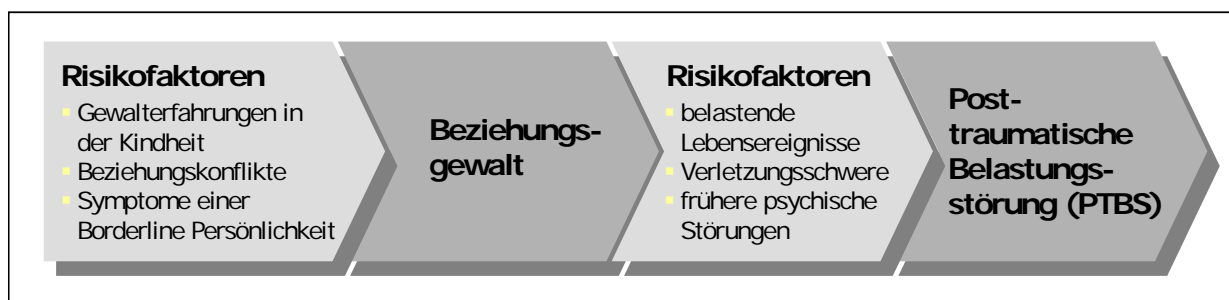 Risikofaktoren
Gewalterfahrungen in
der Kindheit
Beziehungskonflikte
Symptome einer
Borderline Persönlichkeit
Beziehungs-
gewalt
Risikofaktoren
belastende
Lebensereignisse
Verletzungsschwere
frühere psychische
Störungen
Post-
traumatische
Belastungs-
störung (PTBS)